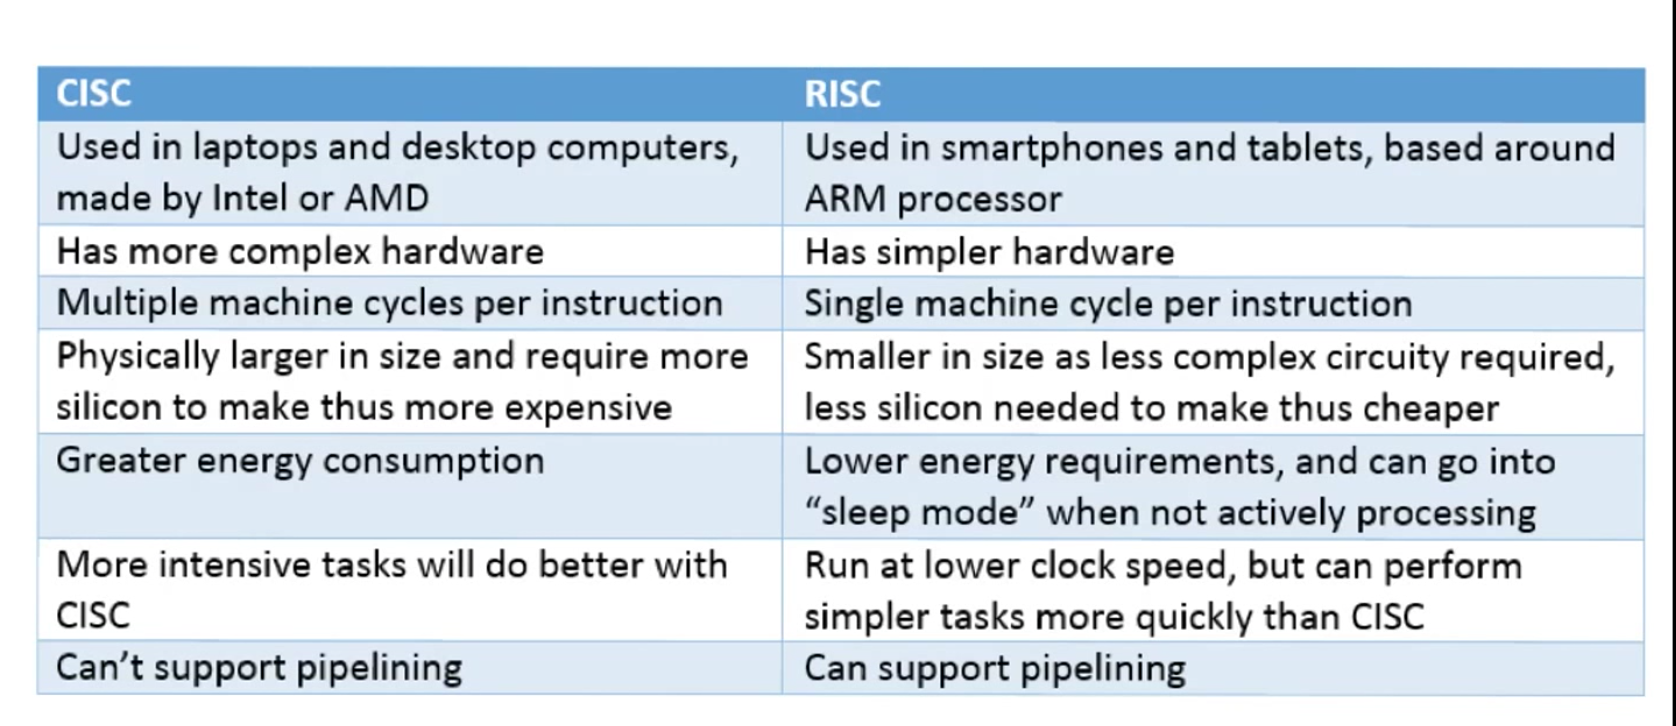 CISC
RISC
Used in laptops and desktop computers,
made by Intel or AMD
Used in smartphones and tablets, based around
ARM processor
Has more complex hardware
Has simpler hardware
Multiple machine cycles per instruction
Single machine cycle per instruction
Physically larger in size and require more
silicon to make thus more expensive
Smaller in size as less complex circuity required,
less silicon needed to make thus cheaper
Greater energy consumption
Lower energy requirements, and can go into
“sleep mode” when not actively processing
More intensive tasks will do better with
CISC
Run at lower clock speed, but can perform
simpler tasks more quickly than CISC
Can’t support pipelining
Can support pipelining